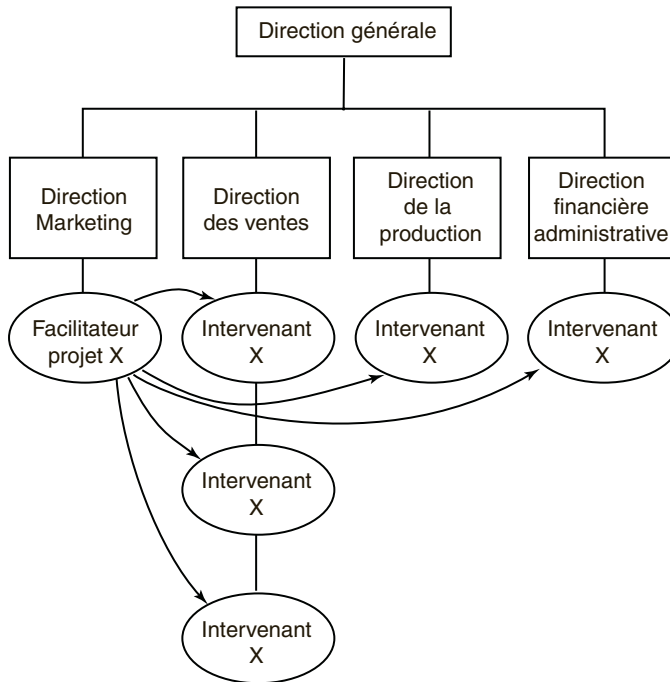 Direction générale
Direction
Marketing
Direction
des ventes
Direction
de la
production
Direction
financière
administrative
Facilitateur
projet X
Intervenant
X
Intervenant
X
Intervenant
X
Intervenant
X
Intervenant
X